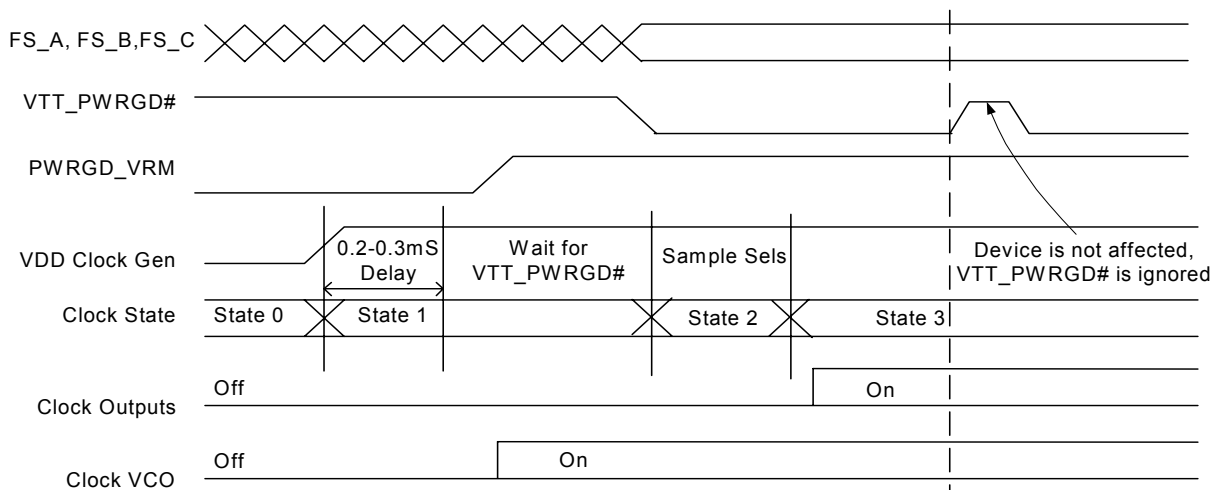 FS_A, FS_B,FS_C
VTT_PWRGD#
PWRGD_VRM
VDD Clock Gen
0.2-0.3mS
Delay
Wait for
VTT_PWRGD#
Sample Sels
Device is not affected,
VTT_PWRGD# is ignored
Clock State
State 0
State 1
State 2
State 3
Clock Outputs
Off
On
Clock VCO
Off
On